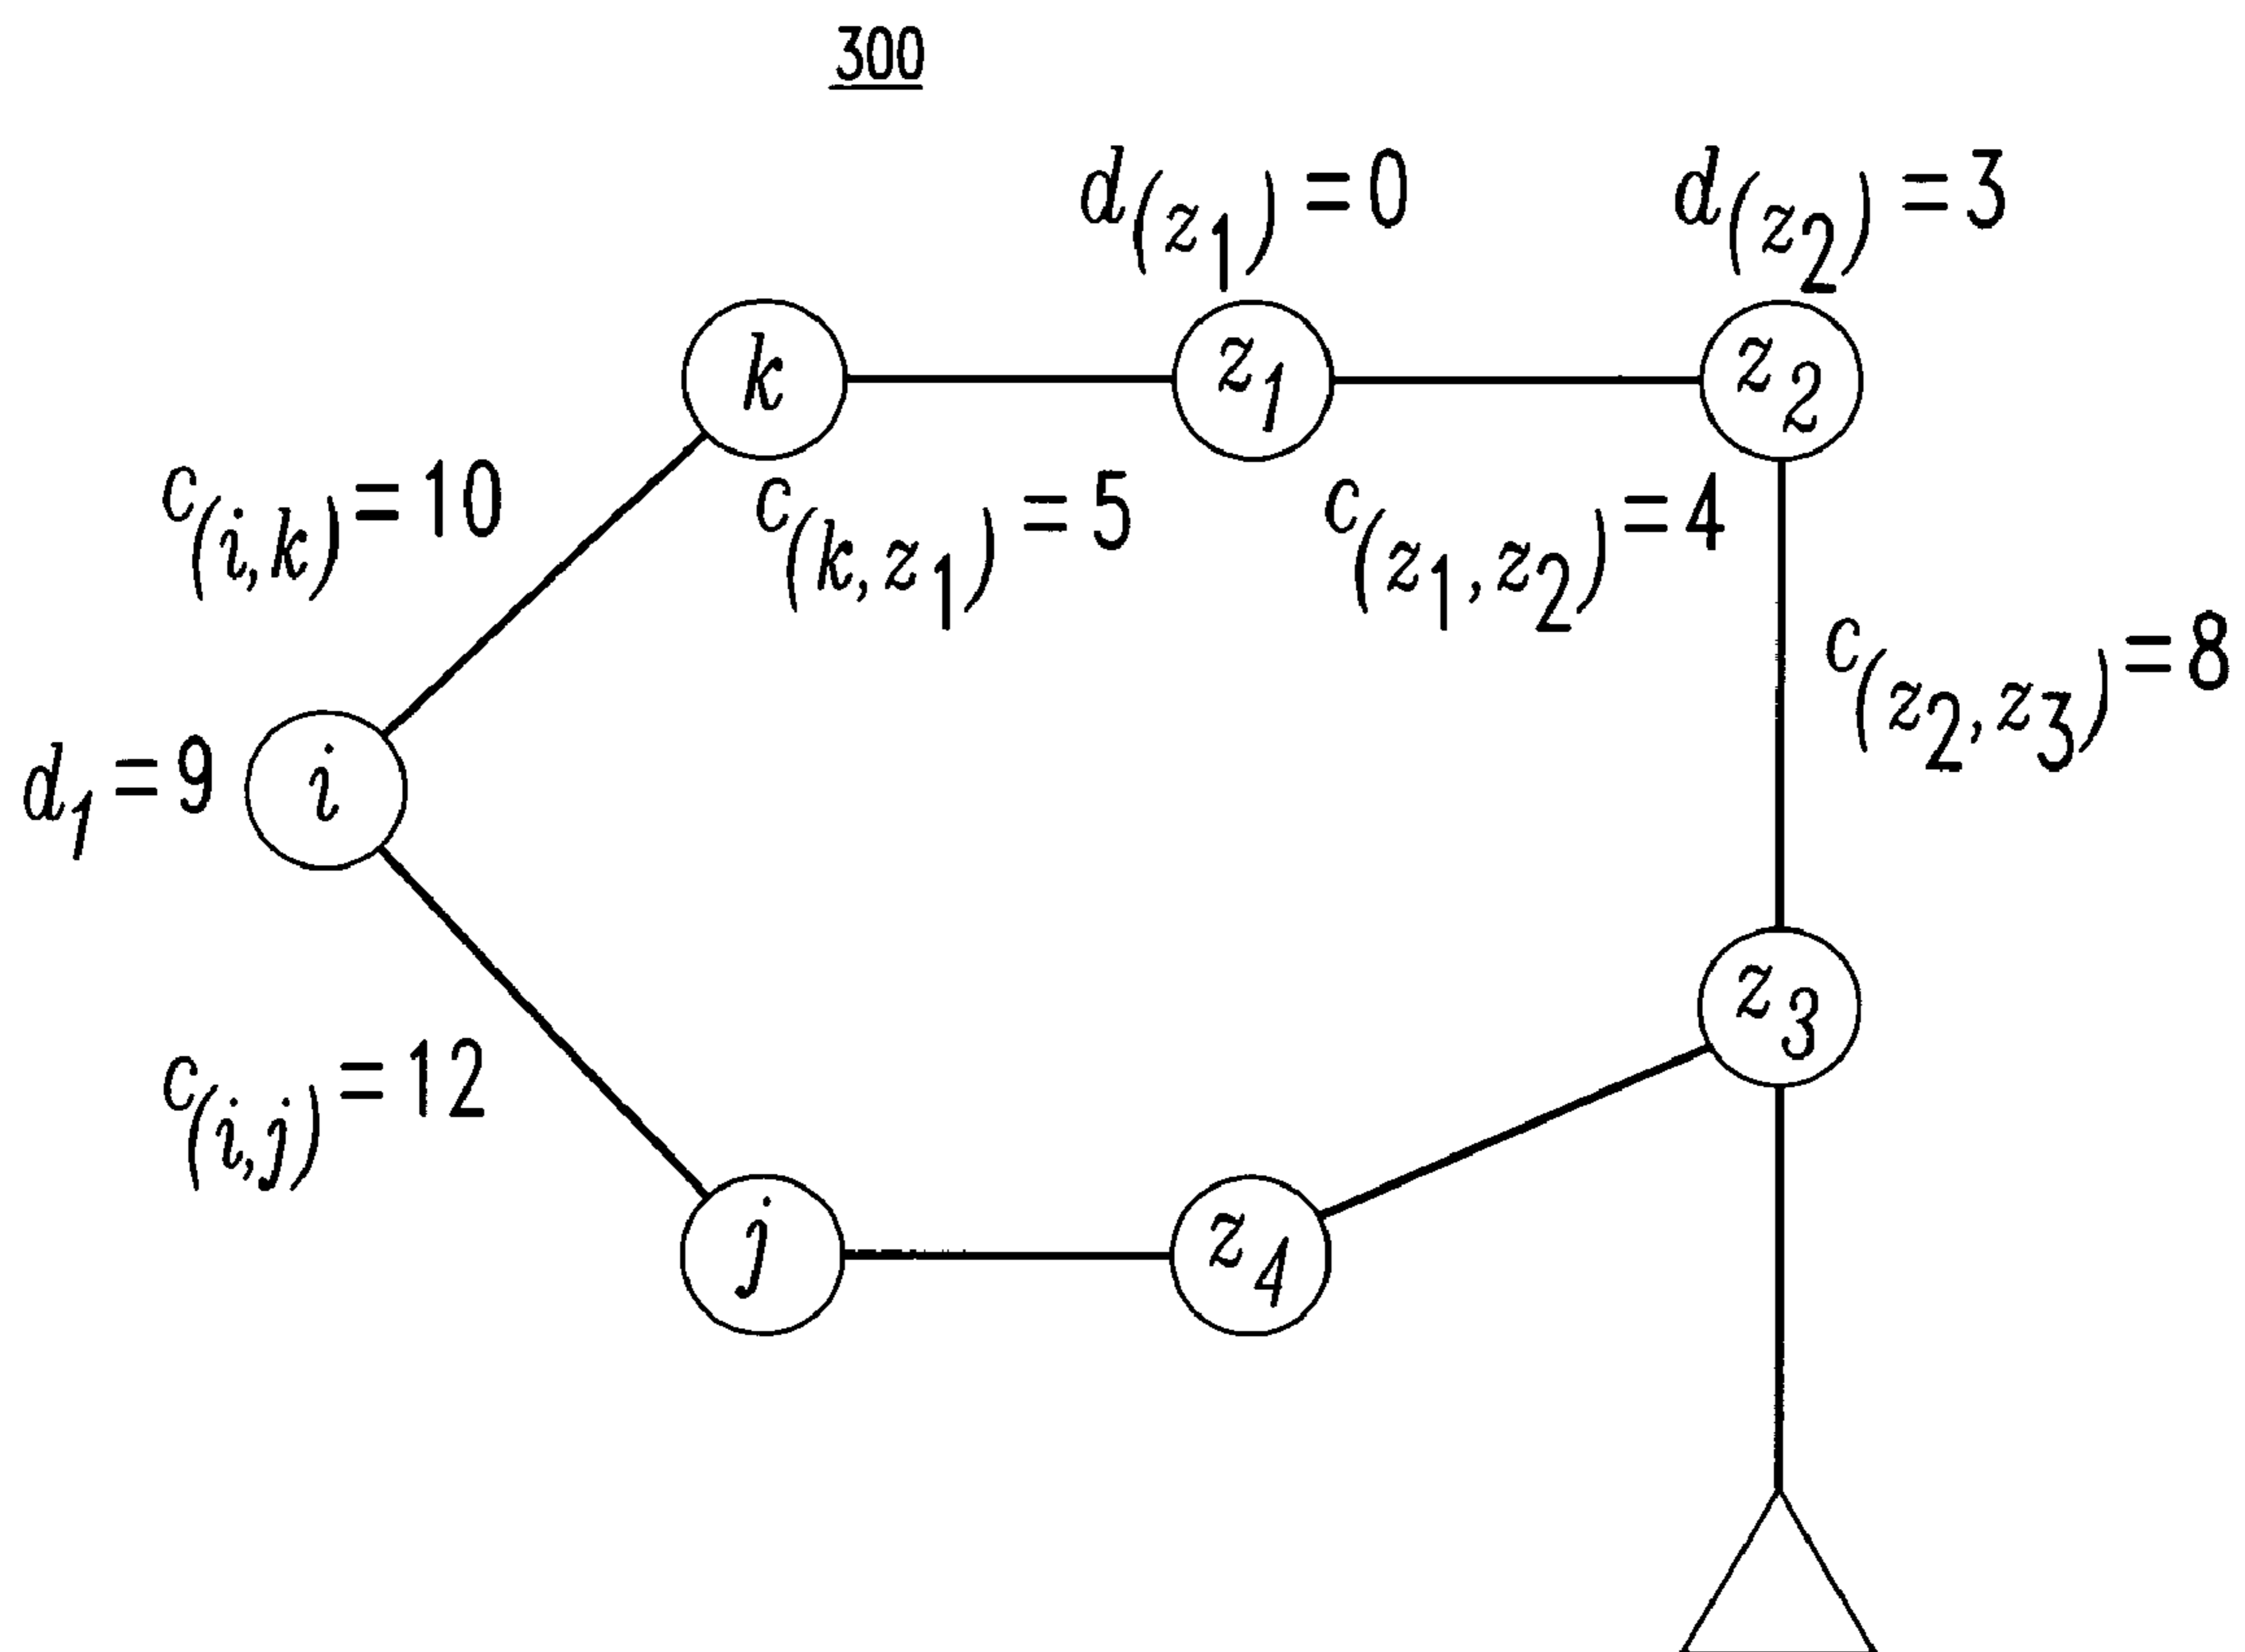 300
d(z1)=0
d(z2)=3
k
z1
z2
c(i,k)=10
c(k,z1)=5
c(z1,z2)=4
c(z2,z3)=8
d1=9
i
z3
c(i,j)=12
j
z4